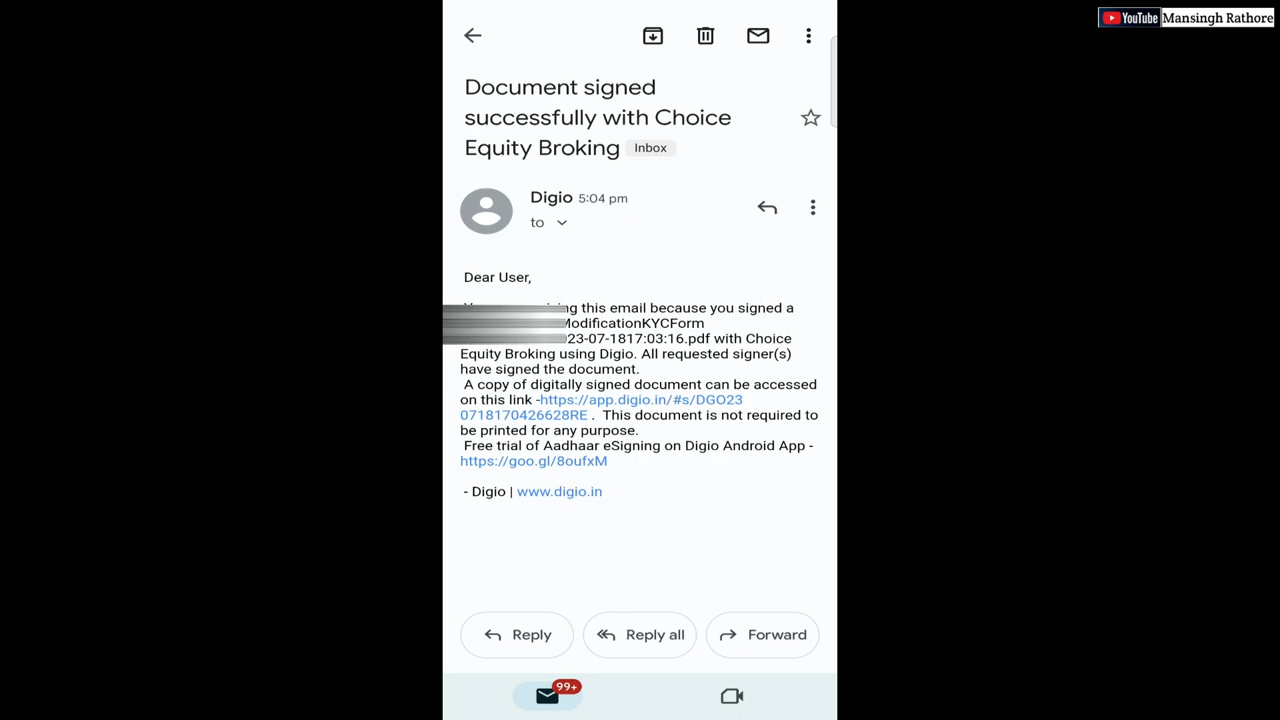 YouTube Mansingh Rathore
Document signed
successfully with Choice
Equity Broking Inbox
Digio 5:04 pm
to
Dear User,
this email because you signed a
ModificationKYCForm
23-07-1817:03:16.pdf with Choice
Equity Broking using Digio. All requested signer(s)
have signed the document.
A copy of digitally signed document can be accessed
on this link -https://app.digio.in/#s/DGO23
0718170426628RE . This document is not required to
be printed for any purpose.
Free trial of Aadhaar eSigning on Digio Android App -
https://goo.gl/8oufxM
- Digio | www.digio.in
Reply
Reply all
Forward
99+